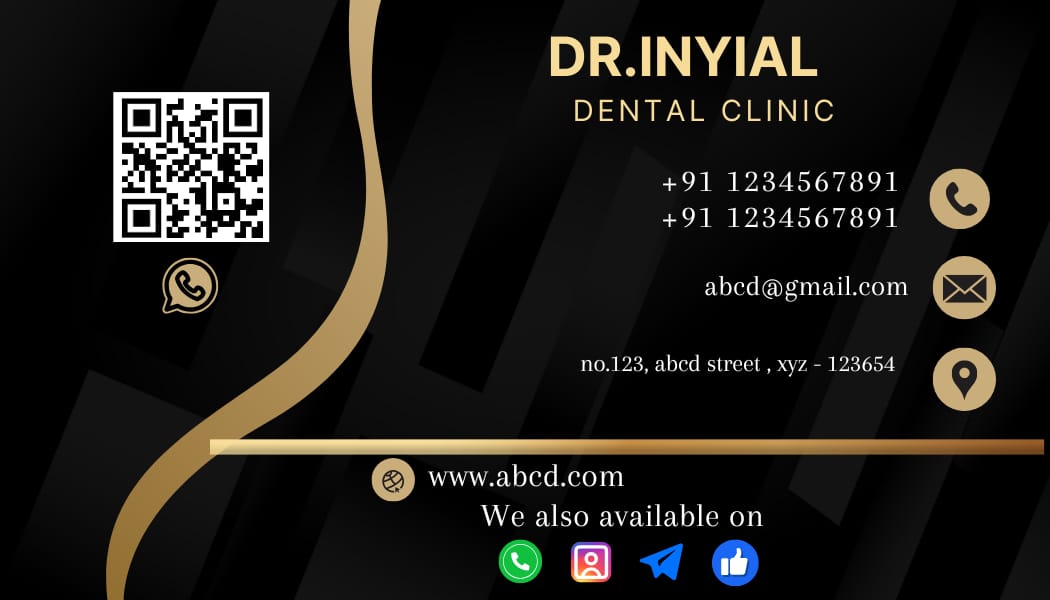 DR.INYIAL
DENTAL CLINIC
+91 1234567891
+91 1234567891
abcd@gmail.com
no.123, abcd street , xyz - 123654
www.abcd.com
We also available on